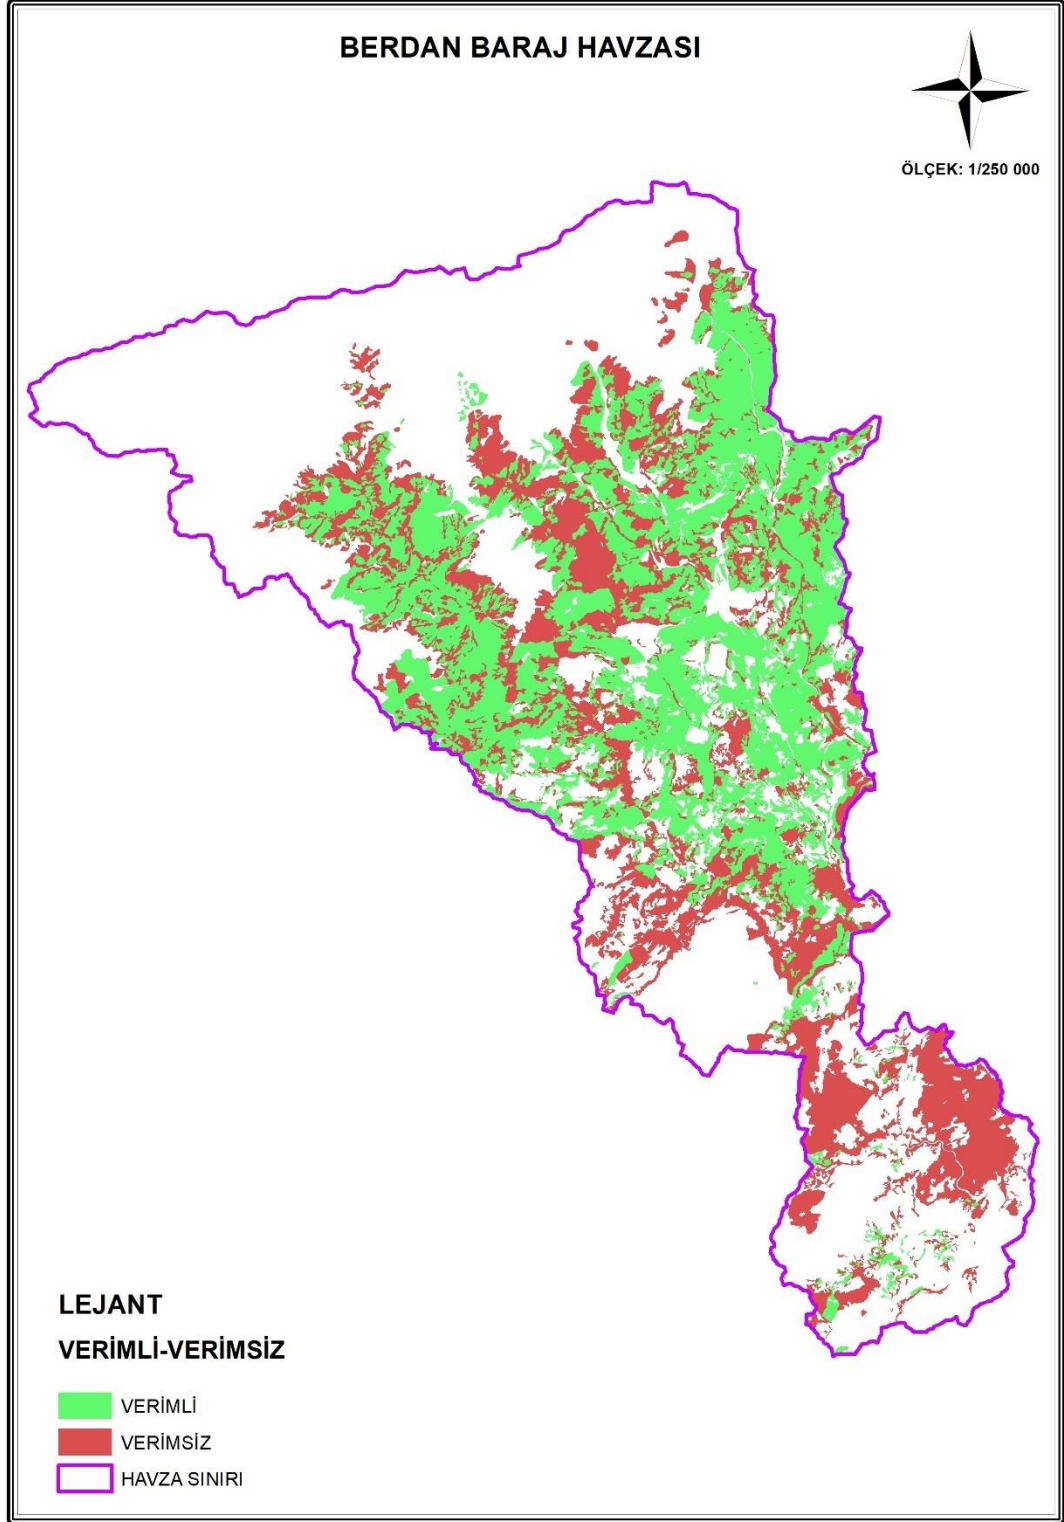 BERDAN BARAJ HAVZASI
ÖLÇEK: 1/250 000
LEJANT
VERİMLİ-VERİMSİZ
VERİMLİ
VERİMSİZ
HAVZA SINIRI